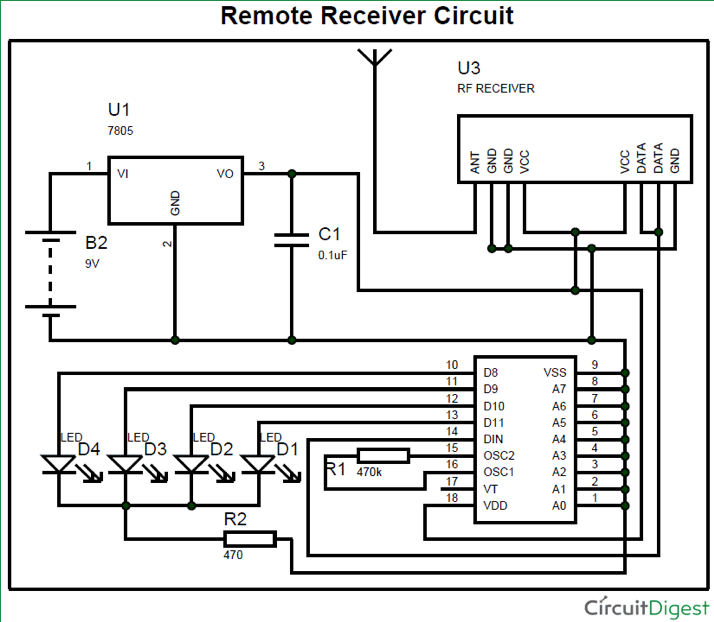 Remote Receiver Circuit
U3
RF RECEIVER
ANT
GND
GND
VCC
VCC
DATA
DATA
GND
U1
7805
1
VI
VO
3
GND
2
B2
9V
C1
0.1uF
10 D8 VSS 9
11 D9 A7 8
12 D10 A6 7
13 D11 A5 6
14 DIN A4 5
15 OSC2 A3 4
16 OSC1 A2 3
17 VT A1 2
18 VDD A0 1
LED
D4
LED
D3
LED
D2
LED
D1
R1
470k
R2
470
CircuitDigest